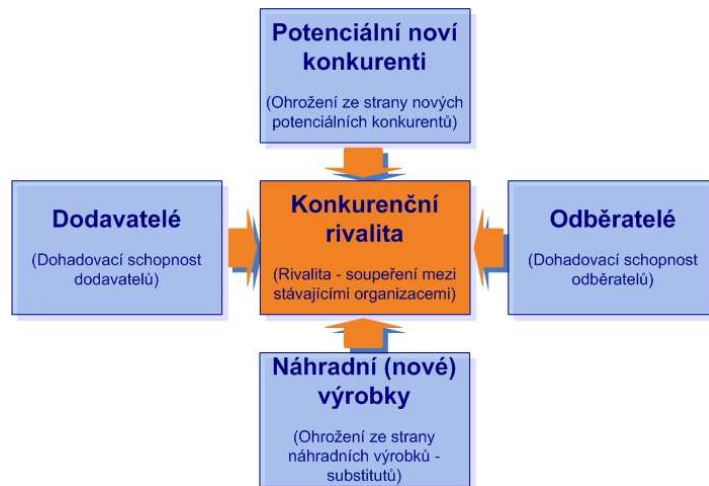 Potenciální noví
konkurenti
(Ohrožení ze strany nových
potenciálních konkurentů)
Dodavatelé
(Dohadovací schopnost
dodavatelů)
Konkurenční
rivalita
(Rivalita - soupeření mezi
stávajícími organizacemí)
Odběratelé
(Dohadovací schopnost
odběratelů)
Náhradní (nové)
výrobky
(Ohrožení ze strany
náhradních výrobků -
substitutů)